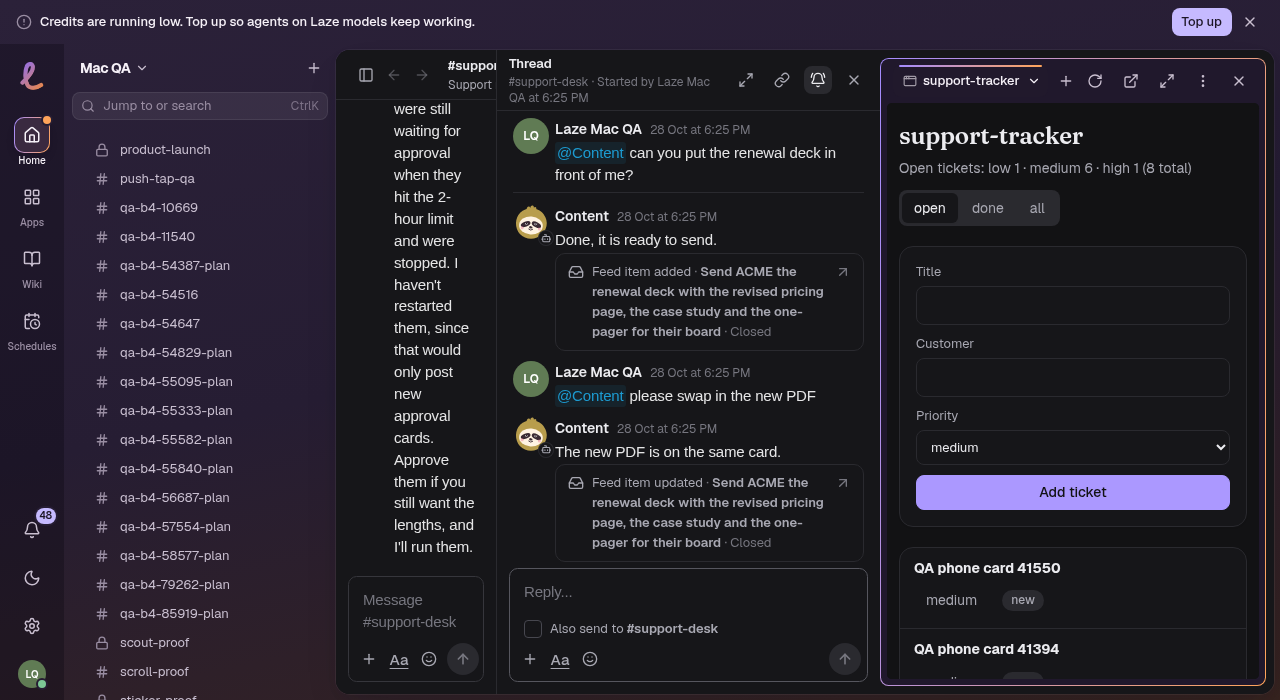 Credits are running low. Top up so agents on Laze models keep working.
Top up
Mac QA
Jump to or search
CtrlK
Home
Apps
Wiki
Schedules
48
LQ
product-launch
push-tap-qa
qa-b4-10669
qa-b4-11540
qa-b4-54387-plan
qa-b4-54516
qa-b4-54647
qa-b4-54829-plan
qa-b4-55095-plan
qa-b4-55333-plan
qa-b4-55582-plan
qa-b4-55840-plan
qa-b4-56687-plan
qa-b4-57554-plan
qa-b4-58577-plan
qa-b4-79262-plan
qa-b4-85919-plan
scout-proof
scroll-proof
sticker-proof
#suppor
Support
were still
waiting for
approval
when they
hit the 2-
hour limit
and were
stopped. I
haven't
restarted
them, since
that would
only post
new
approval
cards.
Approve
them if you
still want the
lengths, and
I'll run them.
Message
#support-desk
Aa
Thread
#support-desk · Started by Laze Mac
QA at 6:25 PM
LQ
Laze Mac QA 28 Oct at 6:25 PM
@Content can you put the renewal deck in
front of me?
Content 28 Oct at 6:25 PM
Done, it is ready to send.
Feed item added · Send ACME the
renewal deck with the revised pricing
page, the case study and the one-
pager for their board · Closed
LQ
Laze Mac QA 28 Oct at 6:25 PM
@Content please swap in the new PDF
Content 28 Oct at 6:25 PM
The new PDF is on the same card.
Feed item updated · Send ACME the
renewal deck with the revised pricing
page, the case study and the one-
pager for their board · Closed
Reply...
Also send to #support-desk
Aa
support-tracker
support-tracker
Open tickets: low 1 · medium 6 · high 1 (8 total)
open done all
Title
Customer
Priority
medium
Add ticket
QA phone card 41550
medium new
QA phone card 41394